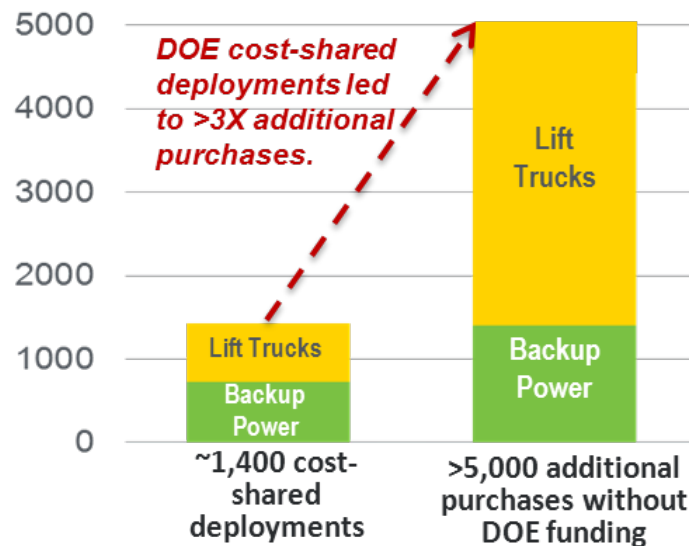 5000
4000
3000
2000
1000
0
DOE cost-shared
deployments led
to >3X additional
purchases.
Lift Trucks
Backup
Power
Lift
Trucks
Backup
Power
~1,400 cost-
shared
deployments
>5,000 additional
purchases without
DOE funding